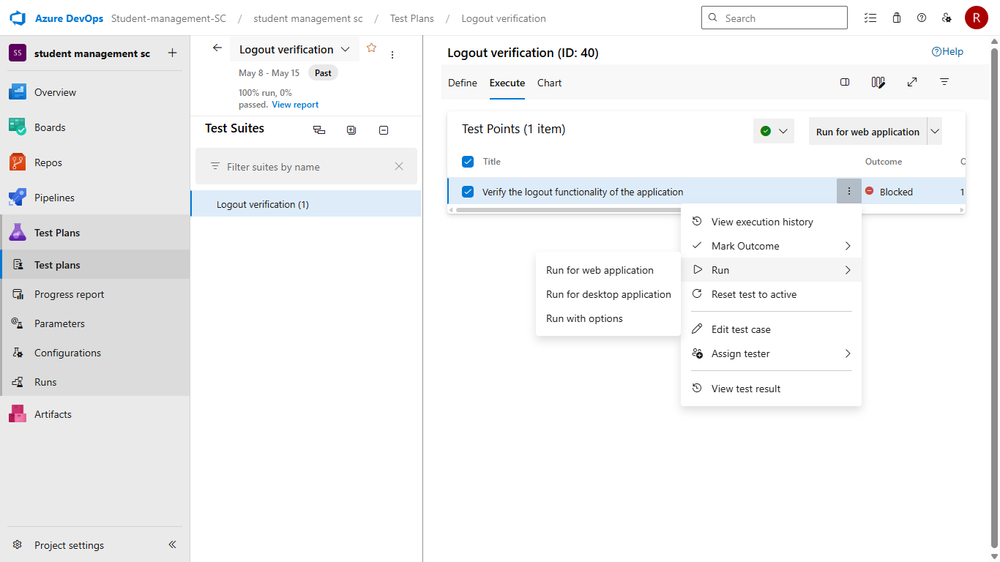 Azure DevOps Student-management-SC / student management sc / Test Plans / Logout verification
Search
R
SS student management sc
Overview
Boards
Repos
Pipelines
Test Plans
Test plans
Progress report
Parameters
Configurations
Runs
Artifacts
Project settings
Logout verification
May 8 - May 15 Past
100% run, 0%
passed. View report
Test Suites
Filter suites by name
Logout verification (1)
Logout verification (ID: 40)
Help
Define Execute Chart
Test Points (1 item)
Run for web application
Title Outcome
Verify the logout functionality of the application Blocked 1
View execution history
Mark Outcome
Run
Reset test to active
Edit test case
Assign tester
View test result
Run for web application
Run for desktop application
Run with options